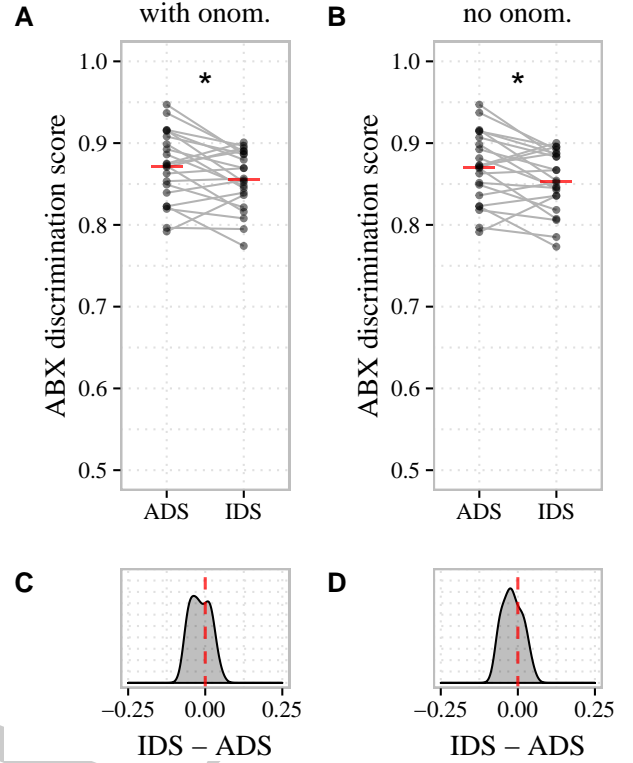 A with onom. B no onom.
ABX discrimination score
1.0
*
0.9
0.8
0.7
0.6
0.5
ADS IDS
ABX discrimination score
1.0
*
0.9
0.8
0.7
0.6
0.5
ADS IDS
C
−0.25 0.00 0.25
IDS − ADS
D
−0.25 0.00 0.25
IDS − ADS